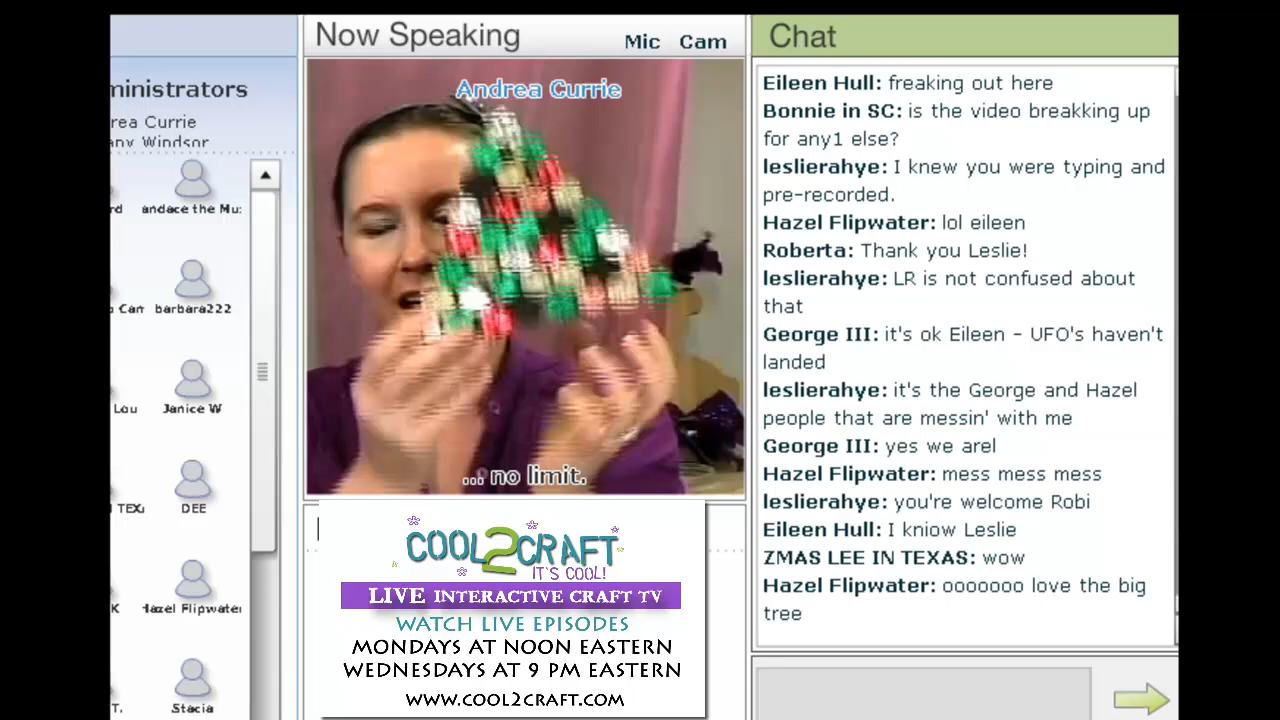 Now Speaking
Mic Cam
Chat
ministrators
rea Currie
any Windsor
andace the Mu:
barbara222
Lou Janice W
DEE
K Hazel Flipwater
T. Stacia
Andrea Currie
... no limit.
COOL2CRAFT
IT'S COOL!
LIVE INTERACTIVE CRAFT TV
WATCH LIVE EPISODES
MONDAYS AT NOON EASTERN
WEDNESDAYS AT 9 PM EASTERN
WWW.COOL2CRAFT.COM
Eileen Hull: freaking out here
Bonnie in SC: is the video breakking up
for any1 else?
leslierahye: I knew you were typing and
pre-recorded.
Hazel Flipwater: lol eileen
Roberta: Thank you Leslie!
leslierahye: LR is not confused about
that
George III: it's ok Eileen - UFO's haven't
landed
leslierahye: it's the George and Hazel
people that are messin' with me
George III: yes we are!
Hazel Flipwater: mess mess mess
leslierahye: you're welcome Robi
Eileen Hull: I kniow Leslie
ZMAS LEE IN TEXAS: wow
Hazel Flipwater: ooooooo love the big
tree